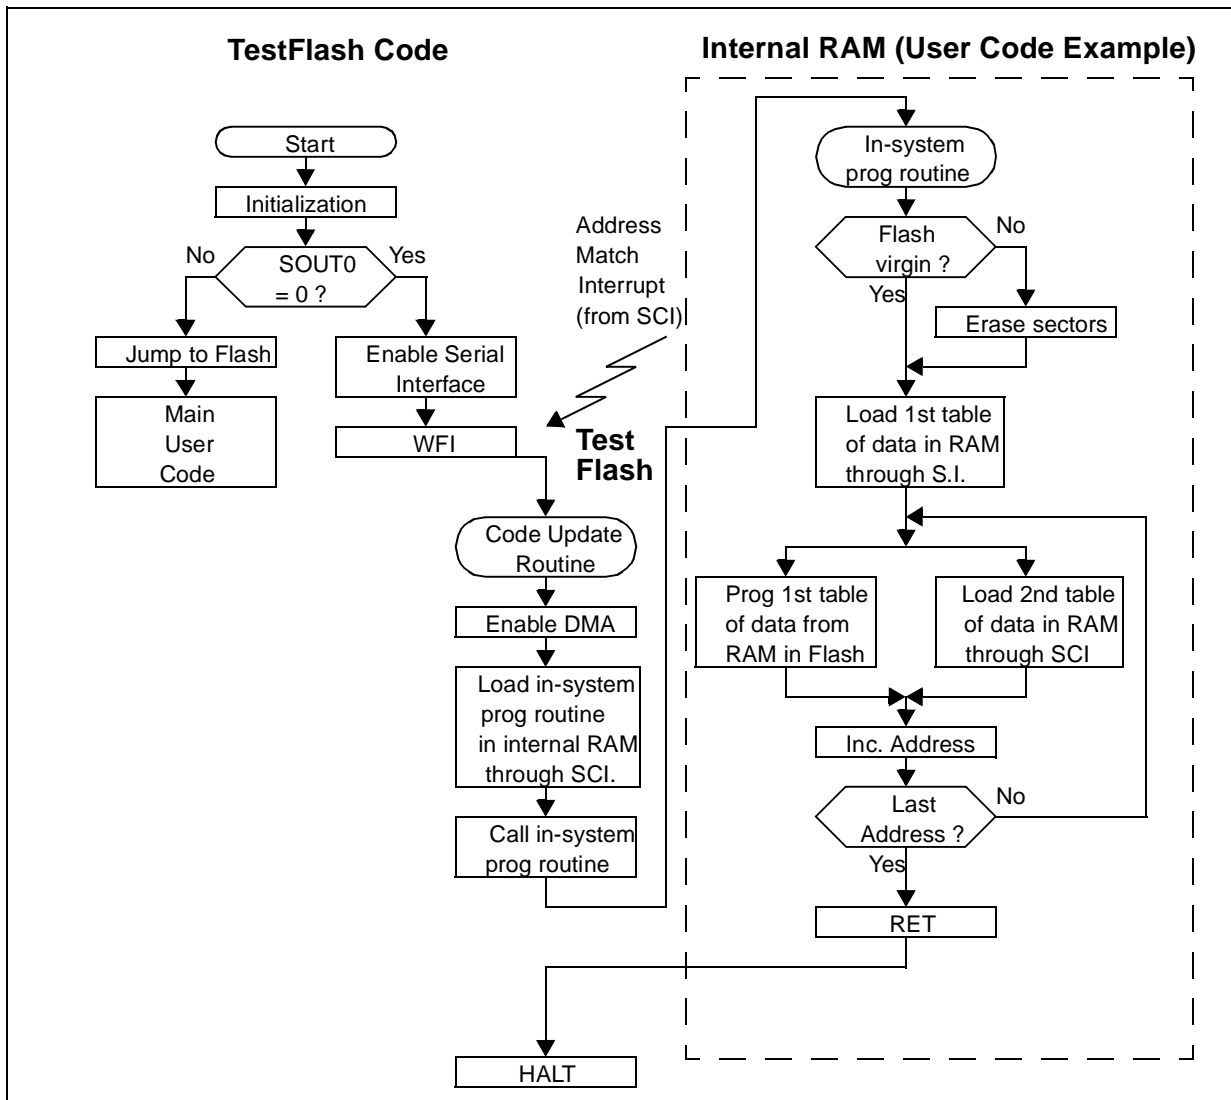 TestFlash Code
Start
Initialization
No
SOUT0
= 0 ?
Yes
Jump to Flash
Main
User
Code
Enable Serial
Interface
WFI
Address
Match
Interrupt
(from SCI)
Test
Flash
Code Update
Routine
Enable DMA
Load in-system
prog routine
in internal RAM
through SCI.
Call in-system
prog routine
HALT
Internal RAM (User Code Example)
In-system
prog routine
Flash
virgin ?
No
Yes
Erase sectors
Load 1st table
of data in RAM
through S.I.
Prog 1st table
of data from
RAM in Flash
Load 2nd table
of data in RAM
through SCI
Inc. Address
Last
Address ?
No
Yes
RET